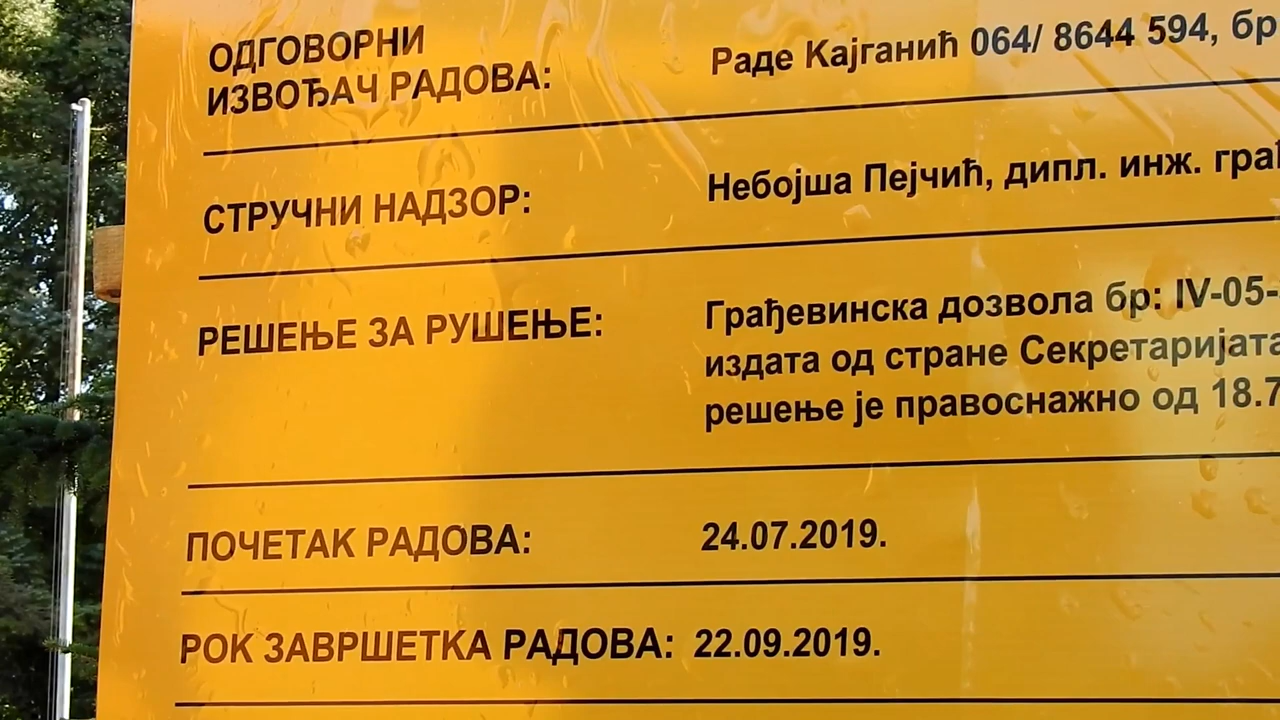 ОДГОВОРНИ
ИЗВОЂАЧ РАДОВА: Раде Кајганић 064/ 8644 594, бр
СТРУЧНИ НАДЗОР: Небојша Пејчић, дипл. инж. гра
РЕШЕЊЕ ЗА РУШЕЊЕ: Грађевинска дозвола бр: IV-05-
издата од стране Секретаријата
решење је правоснажно од 18.7
ПОЧЕТАК РАДОВА: 24.07.2019.
РОК ЗАВРШЕТКА РАДОВА: 22.09.2019.